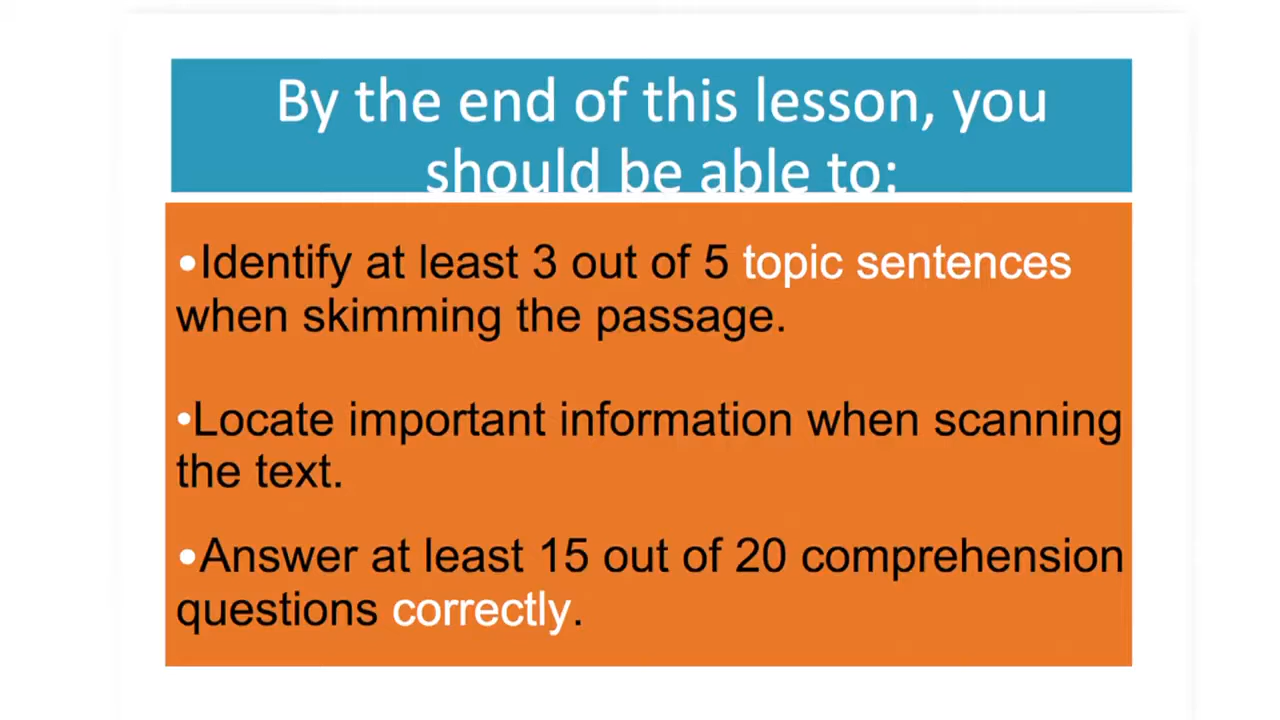 By the end of this lesson, you
should be able to:
•Identify at least 3 out of 5 topic sentences
when skimming the passage.
•Locate important information when scanning
the text.
•Answer at least 15 out of 20 comprehension
questions correctly.